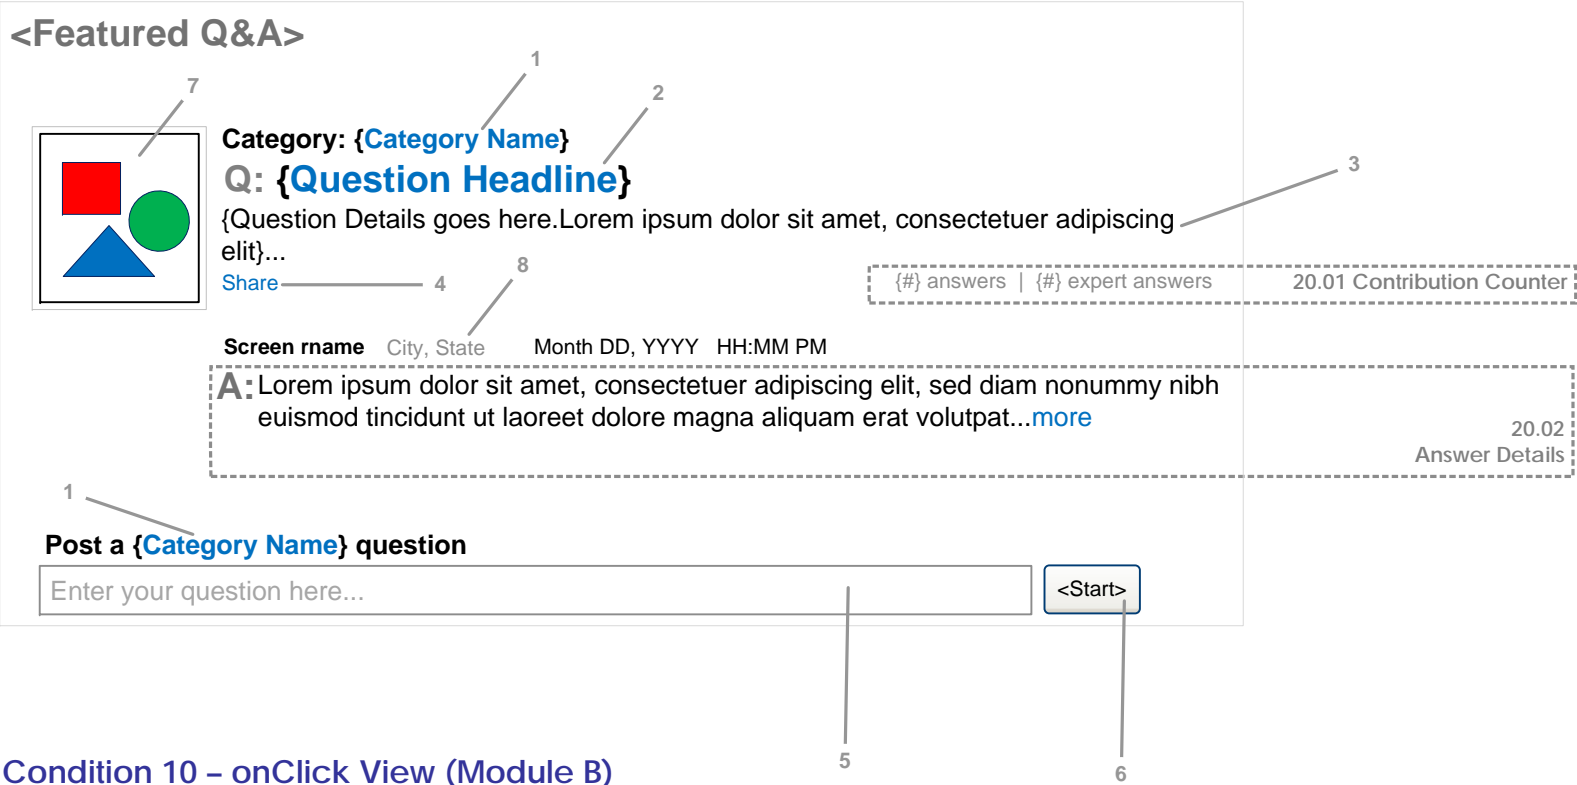 <Featured Q&A>
1
7
2
Category: {Category Name}
3
Q: {Question Headline}
{Question Details goes here.Lorem ipsum dolor sit amet, consectetuer adipiscing
elit}...
8
Share
4
{#} answers | {#} expert answers
20.01 Contribution Counter
Screen rname City, State Month DD, YYYY HH:MM PM
A: Lorem ipsum dolor sit amet, consectetuer adipiscing elit, sed diam nonummy nibh
euismod tincidunt ut laoreet dolore magna aliquam erat volutpat...more
20.02
Answer Details
1
Post a {Category Name} question
Enter your question here...
<Start>
5
6
Condition 10 – onClick View (Module B)